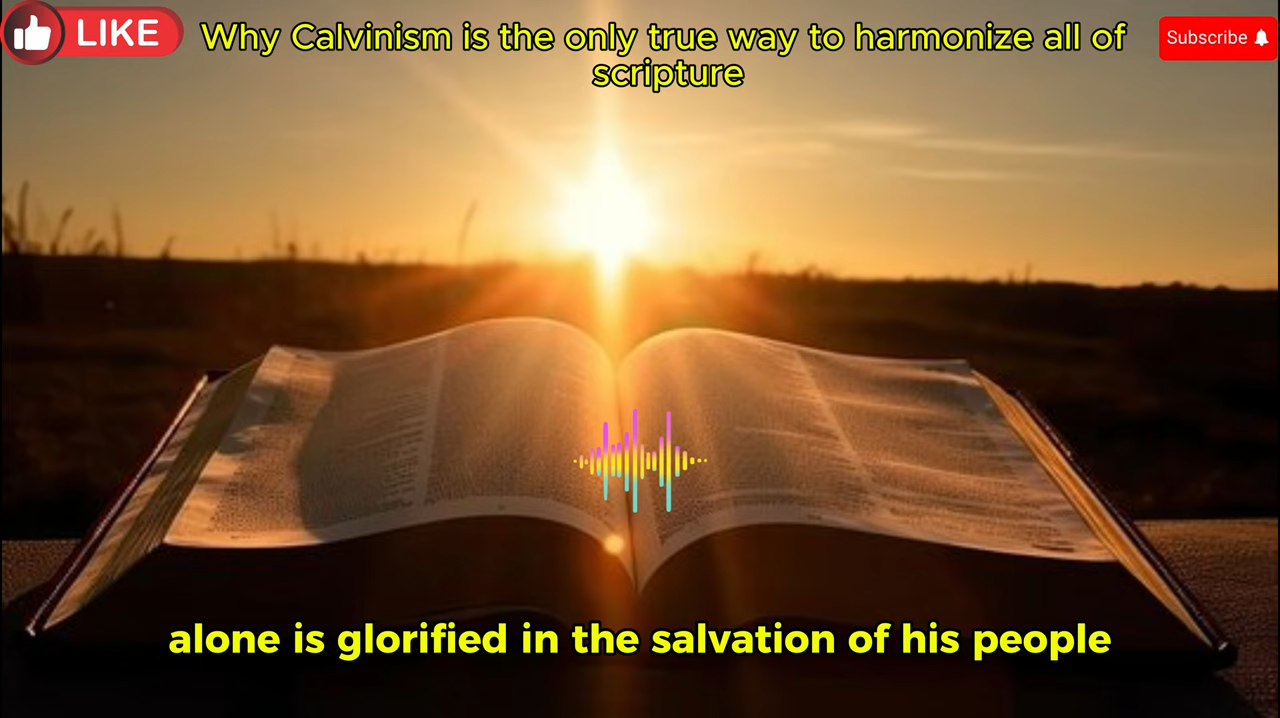 LIKE
Why Calvinism is the only true way to harmonize all of
scripture
Subscribe
alone is glorified in the salvation of his people